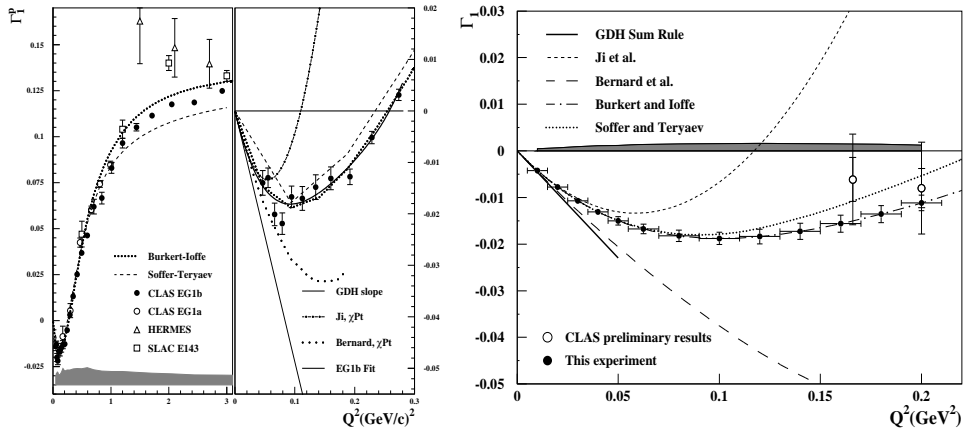 Γ₁ᵖ
0.15
0.125
0.1
0.075
0.05
0.025
0
-0.025
0
1
2
3
Burkert-Ioffe
Soffer-Teryaev
CLAS EG1b
CLAS EG1a
HERMES
SLAC E143
0.02
0.01
0
-0.01
-0.02
-0.03
-0.04
-0.05
0
0.1
0.2
0.3
GDH slope
Ji, χPt
Bernard, χPt
EG1b Fit
Q²(GeV/c)²
Γ₁
0.03
0.02
0.01
0
-0.01
-0.02
-0.03
-0.04
-0.05
GDH Sum Rule
Ji et al.
Bernard et al.
Burkert and Ioffe
Soffer and Teryaev
CLAS preliminary results
This experiment
0
0.05
0.1
0.15
0.2
Q²(GeV²)